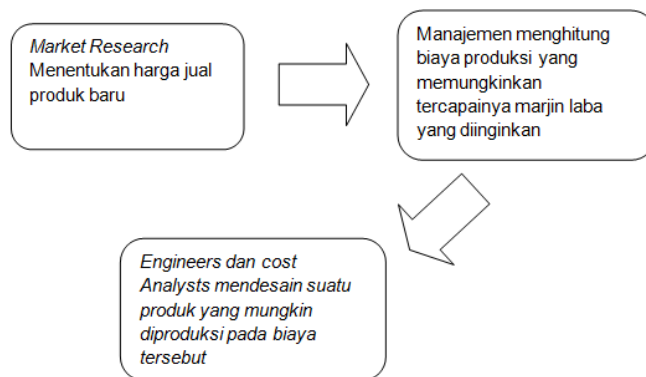 Market Research
Menentukan harga jual
produk baru
Manajemen menghitung
biaya produksi yang
memungkinkan
tercapainya marjin laba
yang diinginkan
Engineers dan cost
Analysts mendesain suatu
produk yang mungkin
diproduksi pada biaya
tersebut